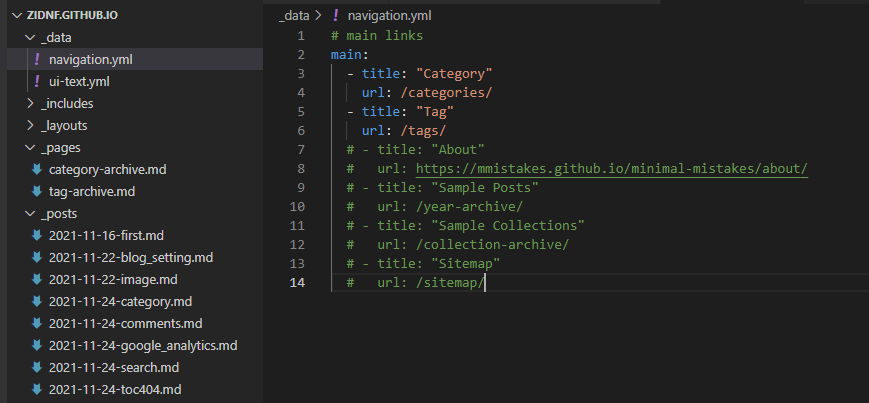 ZIDNF.GITHUB.IO
_data
navigation.yml
ui-text.yml
_includes
_layouts
_pages
category-archive.md
tag-archive.md
_posts
2021-11-16-first.md
2021-11-22-blog_setting.md
2021-11-22-image.md
2021-11-24-category.md
2021-11-24-comments.md
2021-11-24-google_analytics.md
2021-11-24-search.md
2021-11-24-toc404.md
_data > ! navigation.yml
1 # main links
2 main:
3 - title: "Category"
4 url: /categories/
5 - title: "Tag"
6 url: /tags/
7 # - title: "About"
8 # url: https://mmistakes.github.io/minimal-mistakes/about/
9 # - title: "Sample Posts"
10 # url: /year-archive/
11 # - title: "Sample Collections"
12 # url: /collection-archive/
13 # - title: "Sitemap"
14 # url: /sitemap/